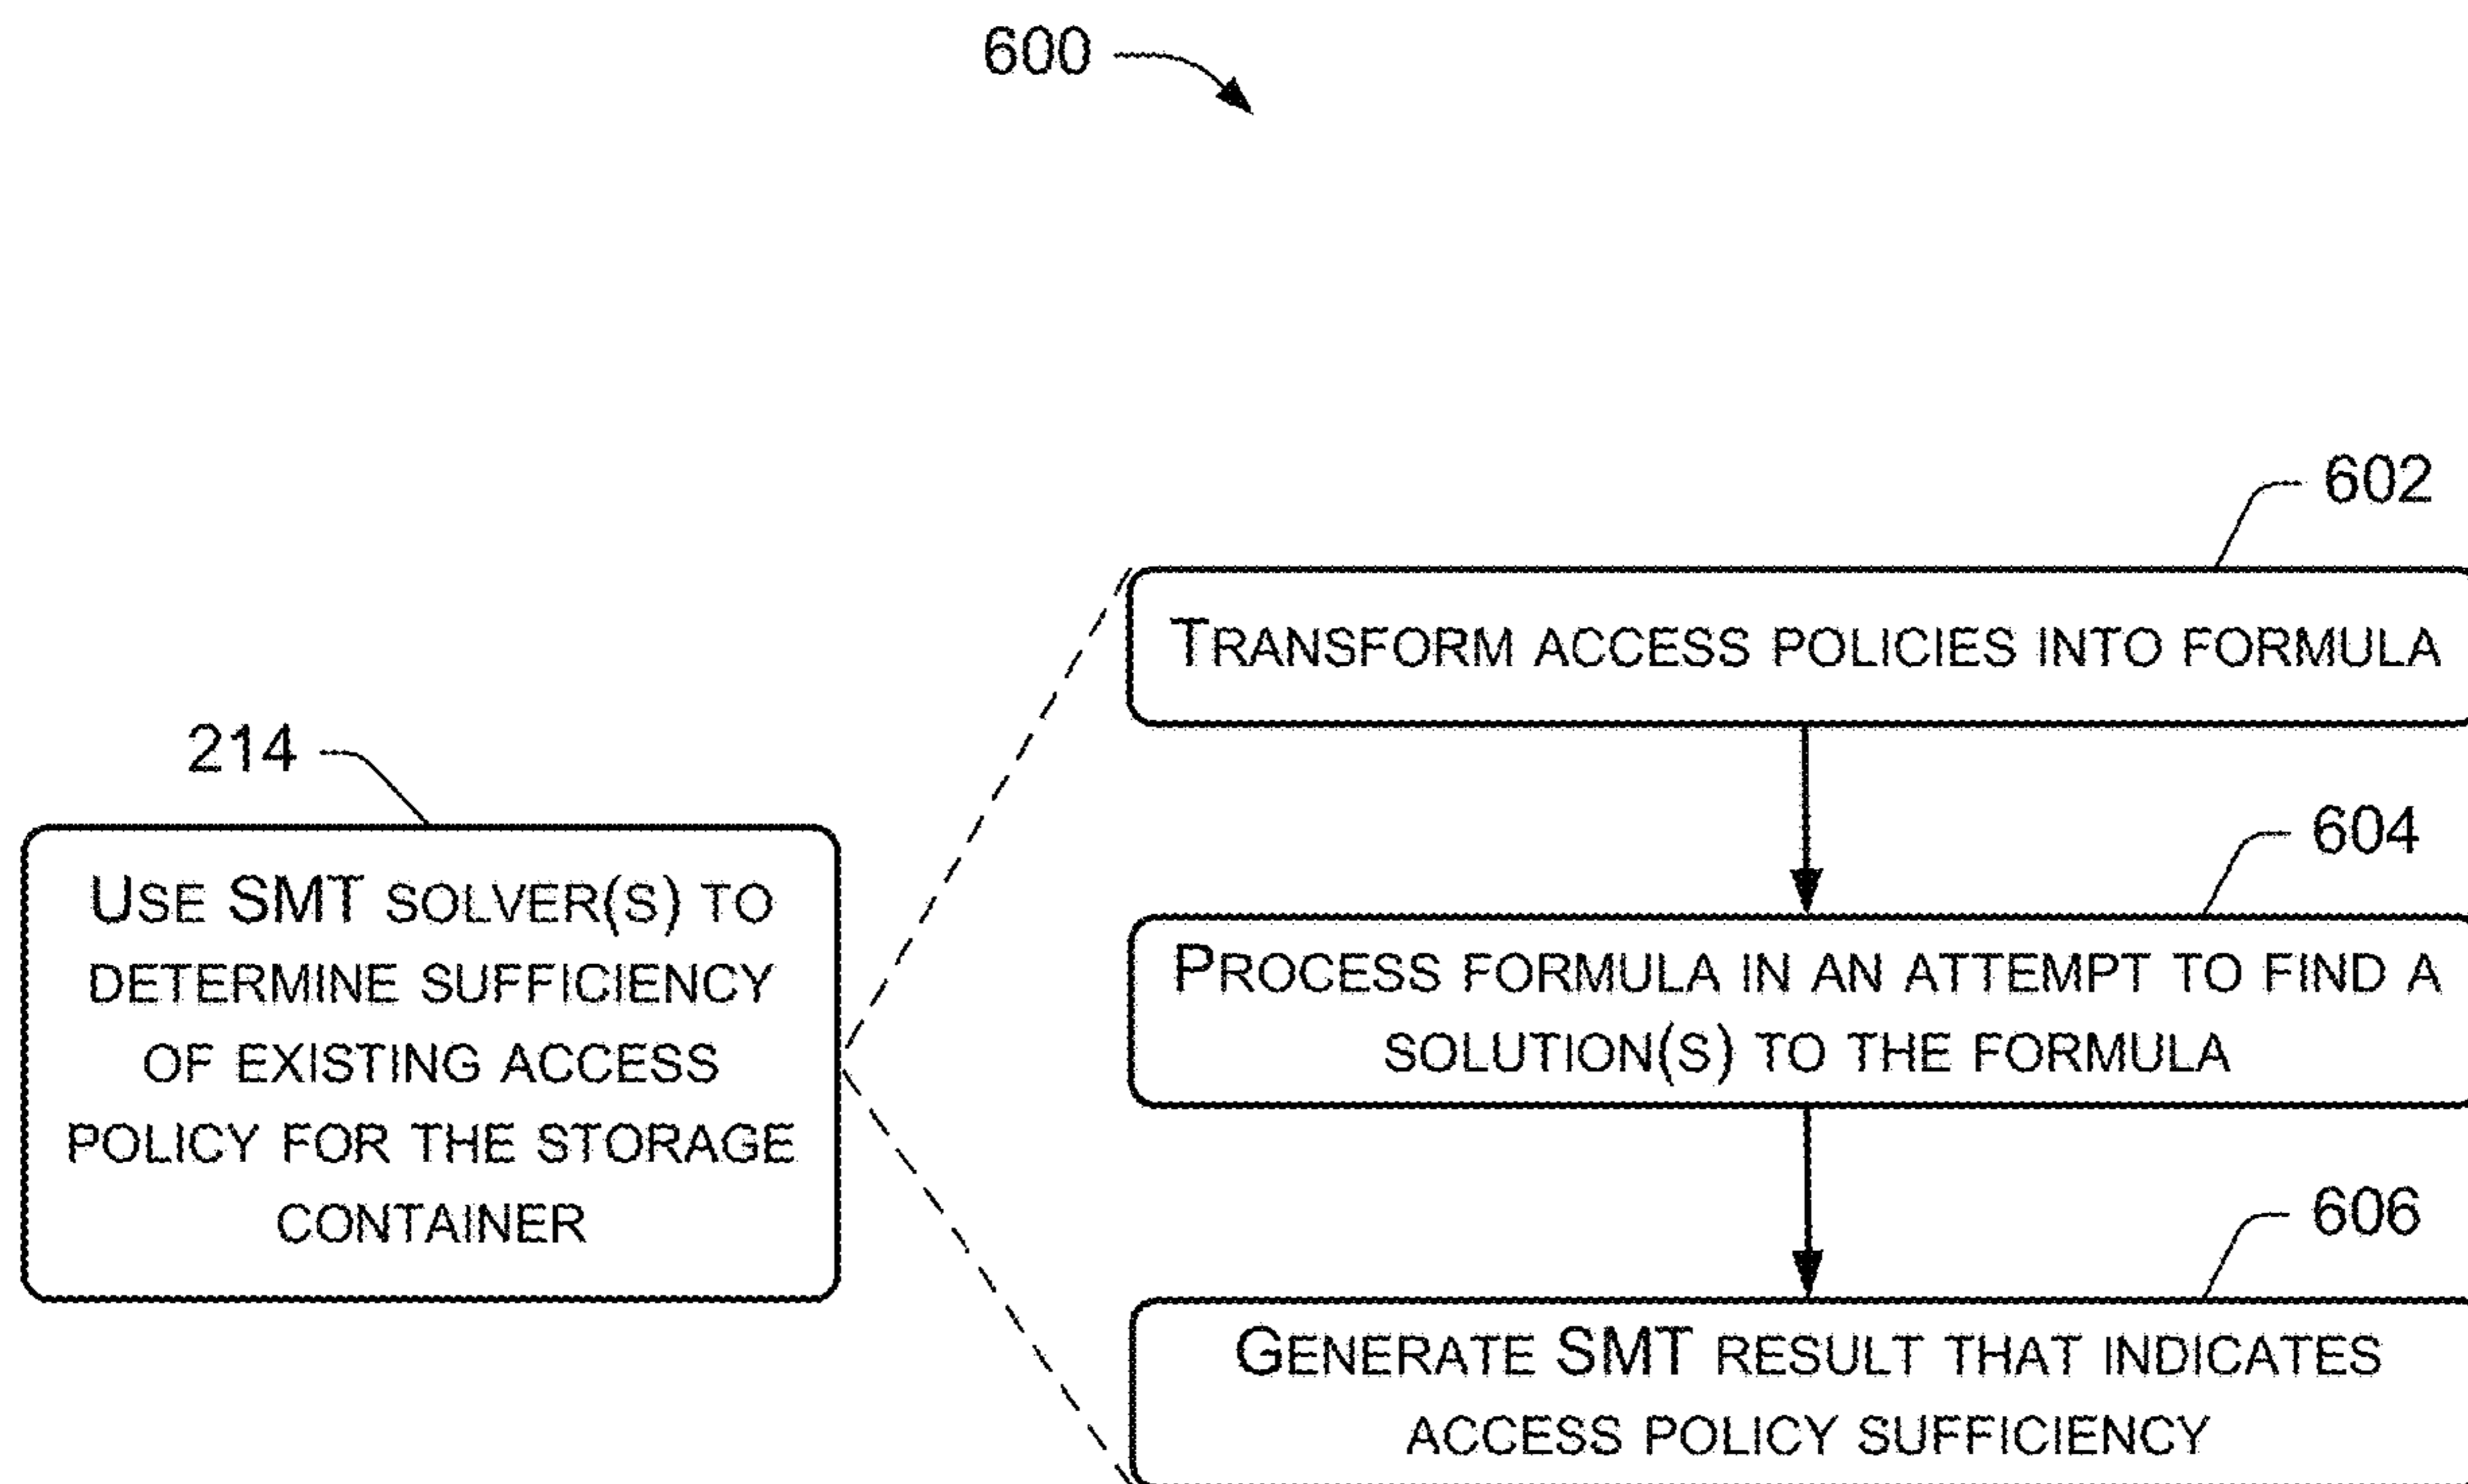 600
602
TRANSFORM ACCESS POLICIES INTO FORMULA
214
USE SMT SOLVER(S) TO
DETERMINE SUFFICIENCY
OF EXISTING ACCESS
POLICY FOR THE STORAGE
CONTAINER
604
PROCESS FORMULA IN AN ATTEMPT TO FIND A
SOLUTION(S) TO THE FORMULA
606
GENERATE SMT RESULT THAT INDICATES
ACCESS POLICY SUFFICIENCY